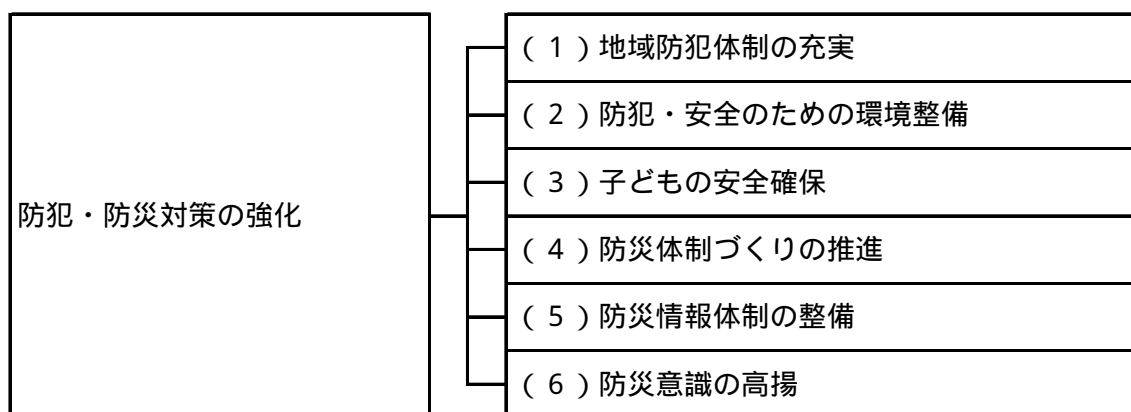 防犯・防災対策の強化
(1)地域防犯体制の充実
(2)防犯・安全のための環境整備
(3)子どもの安全確保
(4)防災体制づくりの推進
(5)防災情報体制の整備
(6)防災意識の高揚